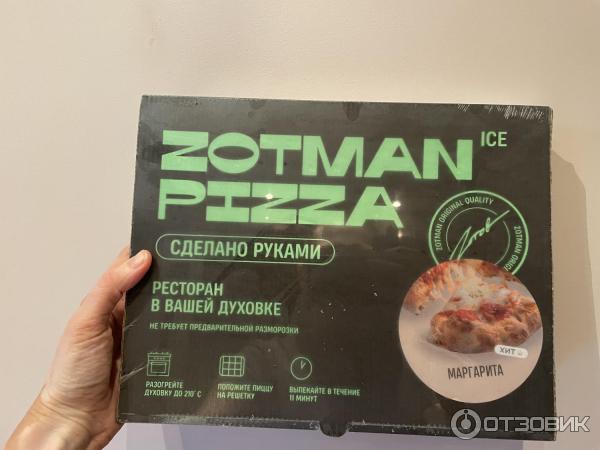 ZOTMAN ICE
PIZZA
СДЕЛАНО РУКАМИ
ZOTMAN ORIGINAL QUALITY
РЕСТОРАН
В ВАШЕЙ ДУХОВКЕ
НЕ ТРЕБУЕТ ПРЕДВАРИТЕЛЬНОЙ РАЗМОРОЗКИ
РАЗОГРЕЙТЕ
ДУХОВКУ ДО 210° С
ПОЛОЖИТЕ ПИЦЦУ
НА РЕШЕТКУ
ВЫПЕКАЙТЕ В ТЕЧЕНИЕ
11 МИНУТ
ХИТ
МАРГАРИТА
ОТЗОВИК